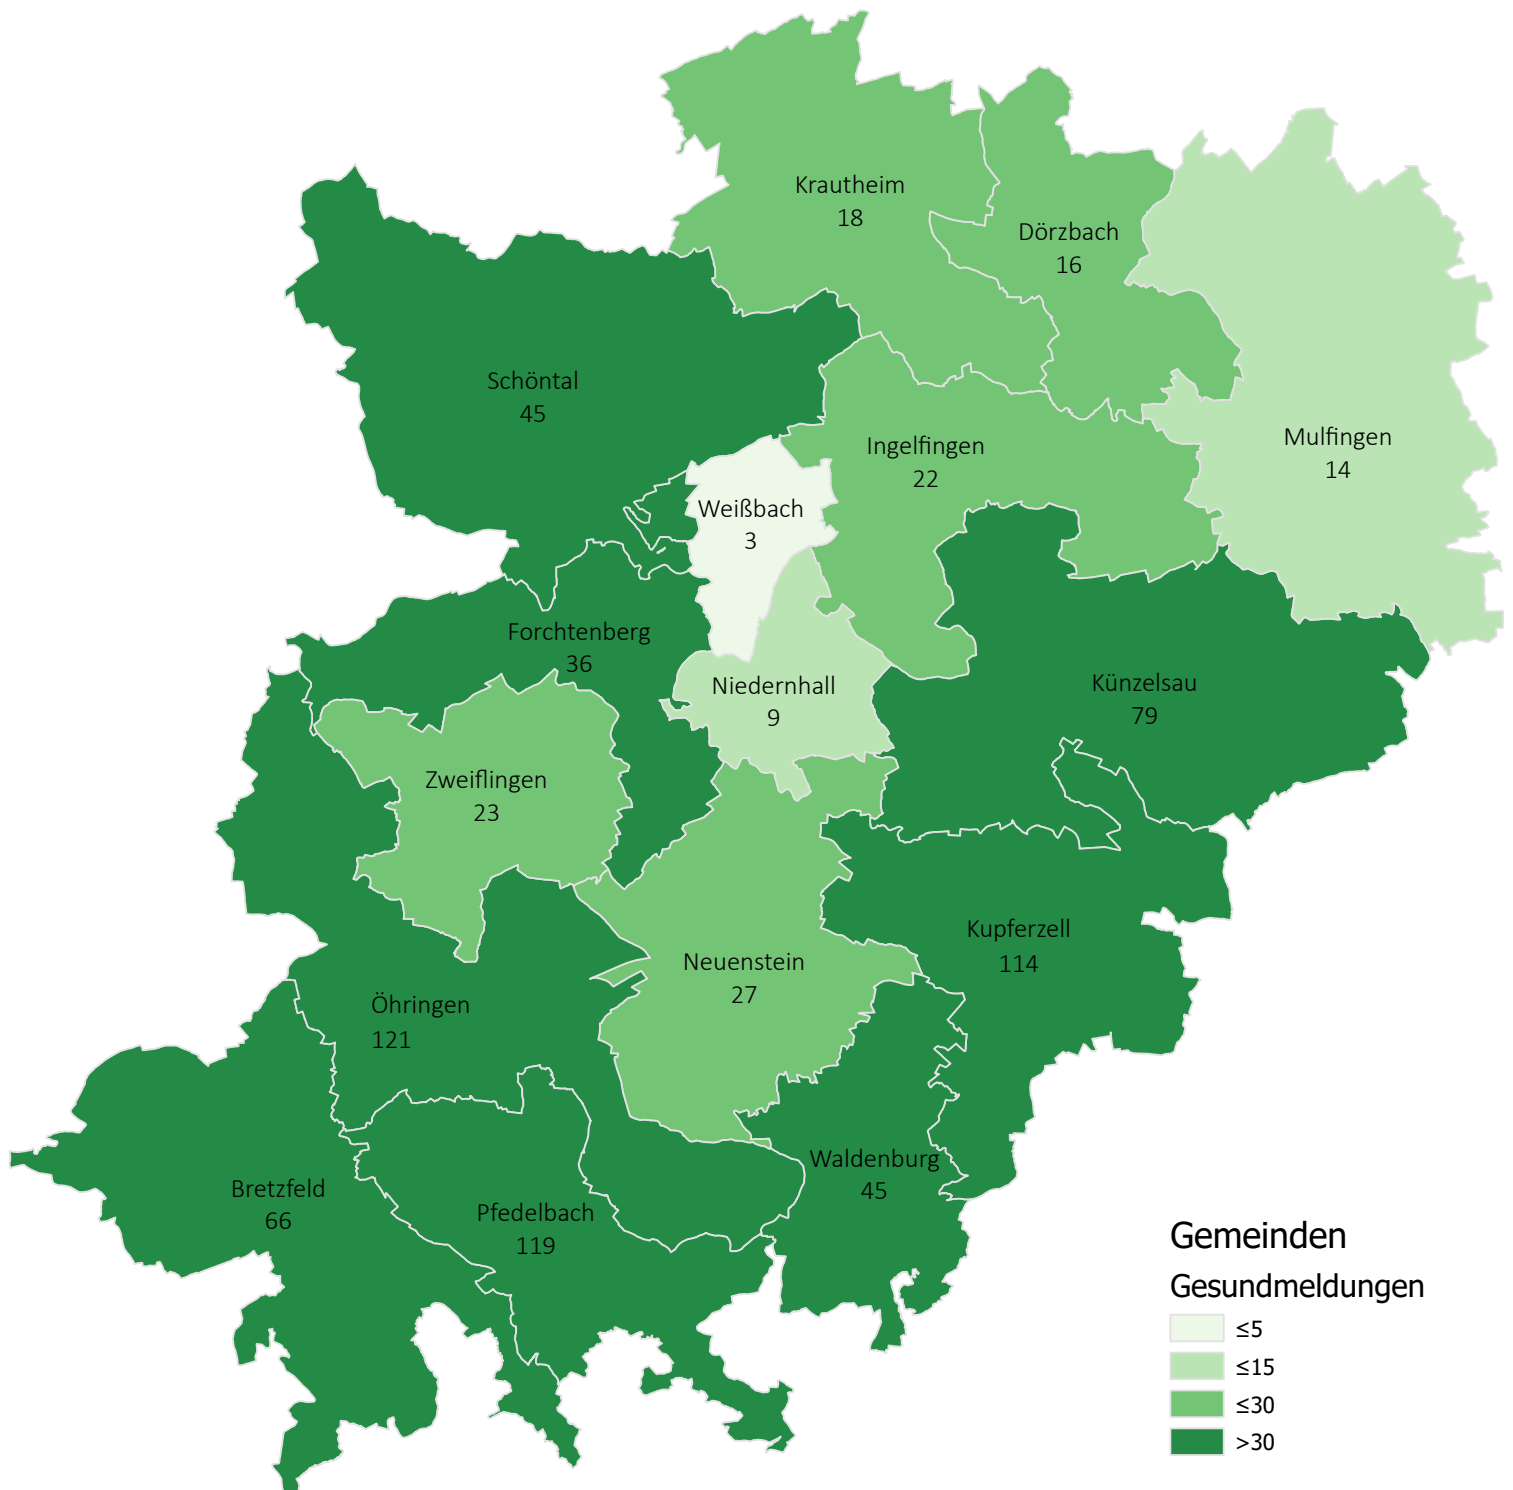 Krautheim
18
Dörzbach
16
Schöntal
45
Mulfingen
14
Ingelfingen
22
Weißbach
3
Forchtenberg
36
Niedernhall
9
Künzelsau
79
Zweiflingen
23
Kupferzell
114
Neuenstein
27
Öhringen
121
Waldenburg
45
Bretzfeld
66
Pfedelbach
119
Gemeinden
Gesundmeldungen
≤5
≤15
≤30
>30